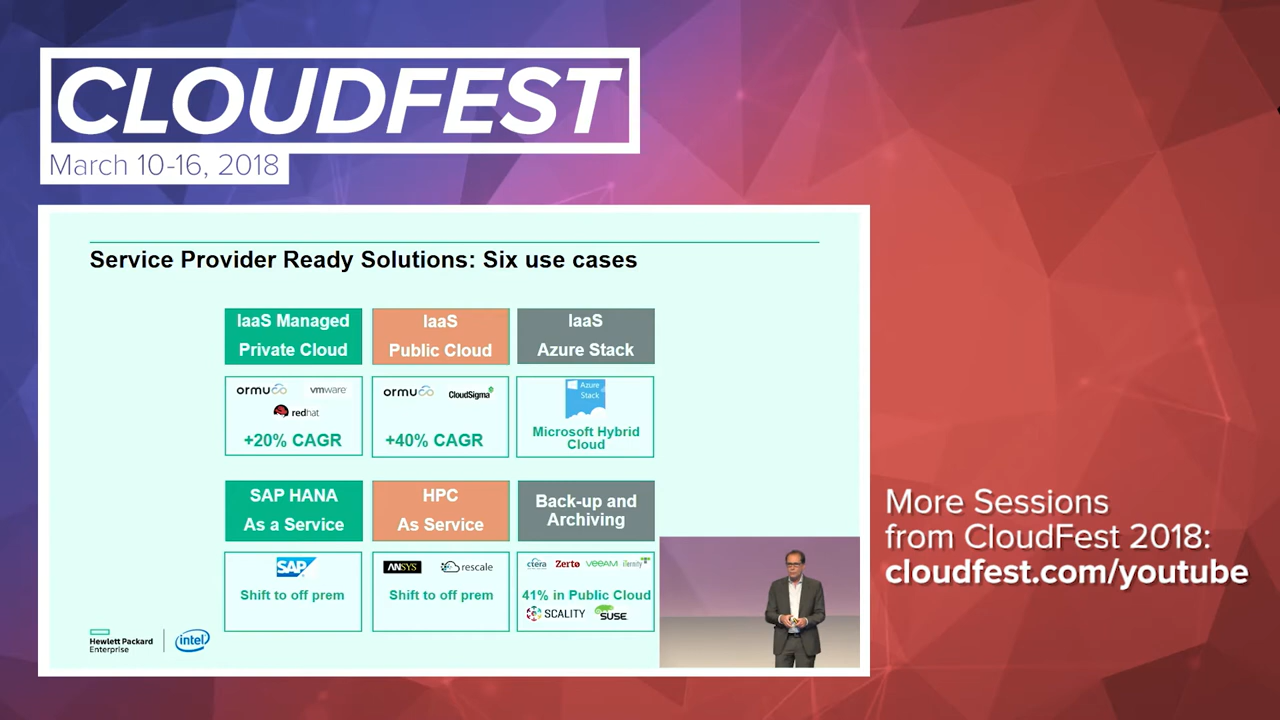 CLOUDFEST
March 10-16, 2018
Service Provider Ready Solutions: Six use cases
IaaS Managed
Private Cloud
IaaS
Public Cloud
IaaS
Azure Stack
ormuco
vmware
redhat
+20% CAGR
ormuco
CloudSigma
+40% CAGR
Azure
Stack
Microsoft Hybrid
Cloud
SAP HANA
As a Service
HPC
As Service
Back-up and
Archiving
SAP
Shift to off prem
ANSYS
rescale
Shift to off prem
ctera
Zerto
veeam
iTernity
41% in Public Cloud
SCALITY
SUSE
Hewlett Packard
Enterprise
intel
More Sessions
from CloudFest 2018:
cloudfest.com/youtube